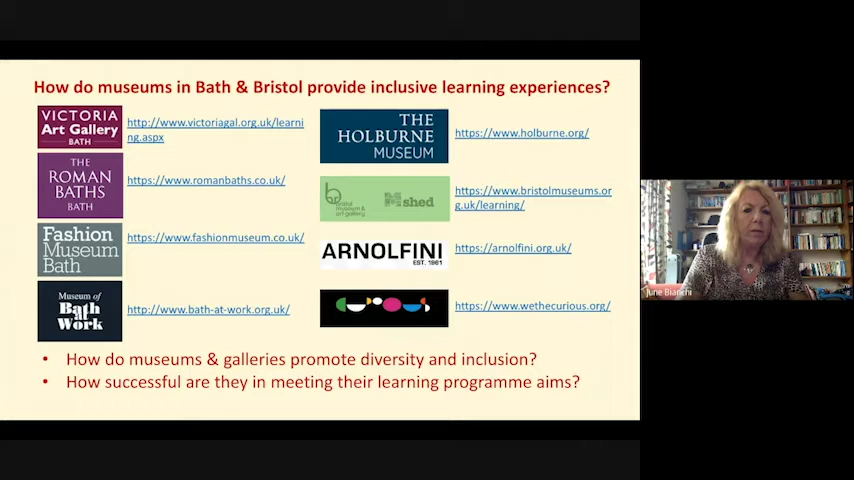 How do museums in Bath & Bristol provide inclusive learning experiences?
VICTORIA
Art Gallery
BATH
http://www.victoriagal.org.uk/learni
ng.aspx
THE
ROMAN
BATHS
BATH
https://www.romanbaths.co.uk/
Fashion
Museum
Bath
https://www.fashionmuseum.co.uk/
Museum of
Bath
at
Work
http://www.bath-at-work.org.uk/
THE
HOLBURNE
MUSEUM
https://www.holburne.org/
bristol
museum &
art gallery
M shed
https://www.bristolmuseums.or
g.uk/learning/
ARNOLFINI
EST. 1961
https://arnolfini.org.uk/
https://www.wethecurious.org/
• How do museums & galleries promote diversity and inclusion?
• How successful are they in meeting their learning programme aims?
June Bianchi